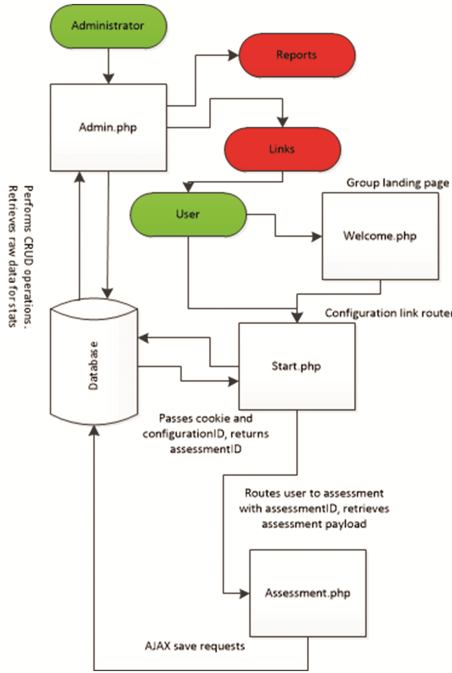 Administrator
Reports
Admin.php
Links
Group landing page
User
Welcome.php
Performs CRUD operations.
Retrieves raw data for stats
Configuration link router
Database
Start.php
Passes cookie and
configurationID, returns
assessmentID
Routes user to assessment
with assessmentID, retrieves
assessment payload
Assessment.php
AJAX save requests